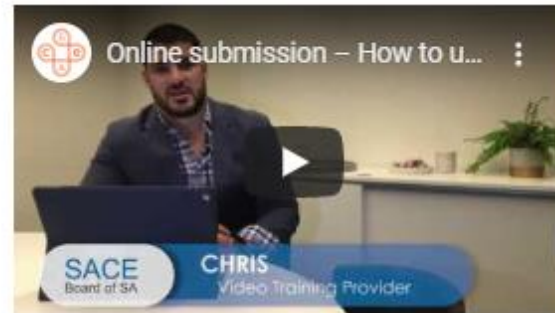 Online submission – How to u...
SACE
Board of SA
CHRIS
Video Training Provider